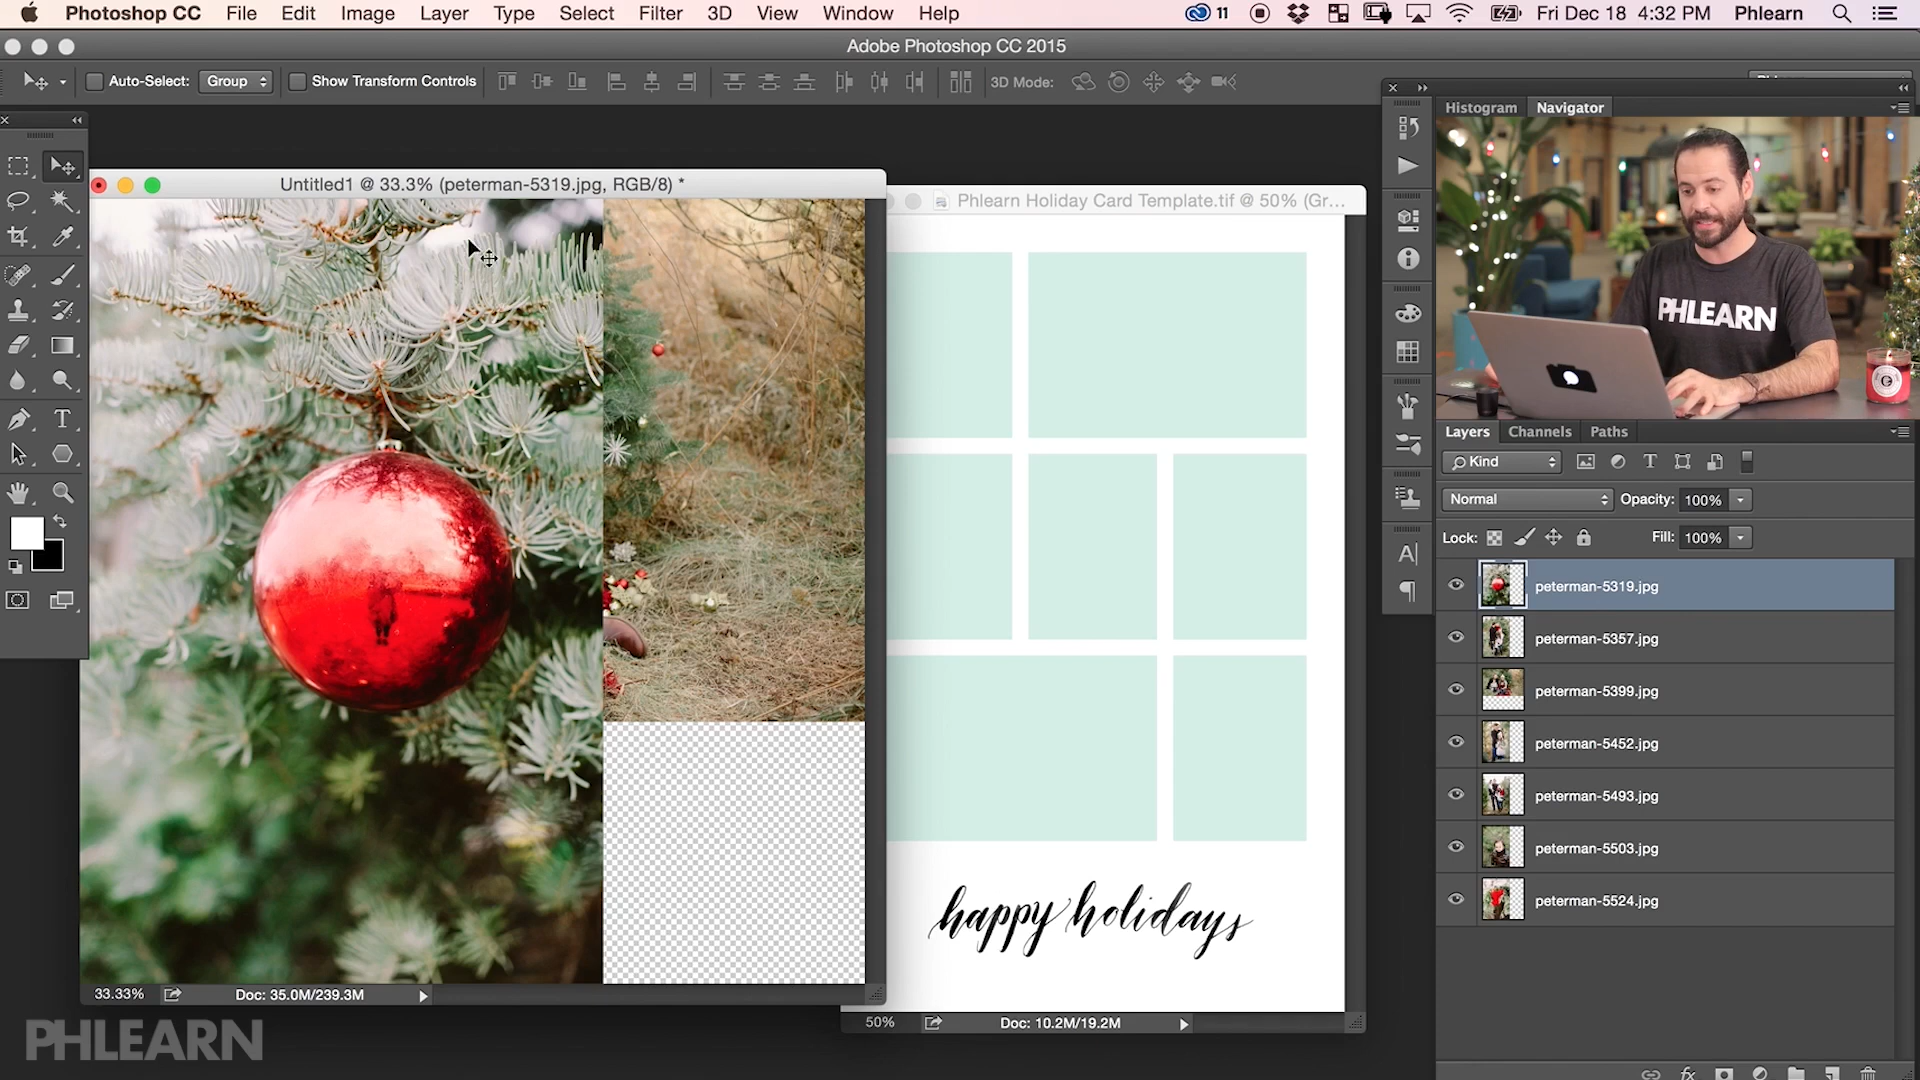 Photoshop CC File Edit Image Layer Type Select Filter 3D View Window Help 11 Fri Dec 18 4:32 PM Phlearn
Adobe Photoshop CC 2015
Auto-Select: Group Show Transform Controls 3D Mode:
Histogram Navigator
Untitled1 @ 33.3% (peterman-5319.jpg, RGB/8) *
Phlearn Holiday Card Template.tif @ 50% (Gr...
PHLEARN
Layers Channels Paths
Kind
Normal Opacity: 100%
Lock: Fill: 100%
peterman-5319.jpg
peterman-5357.jpg
peterman-5399.jpg
peterman-5452.jpg
peterman-5493.jpg
peterman-5503.jpg
peterman-5524.jpg
happy holidays
33.33% Doc: 35.0M/239.3M
50% Doc: 10.2M/19.2M
PHLEARN